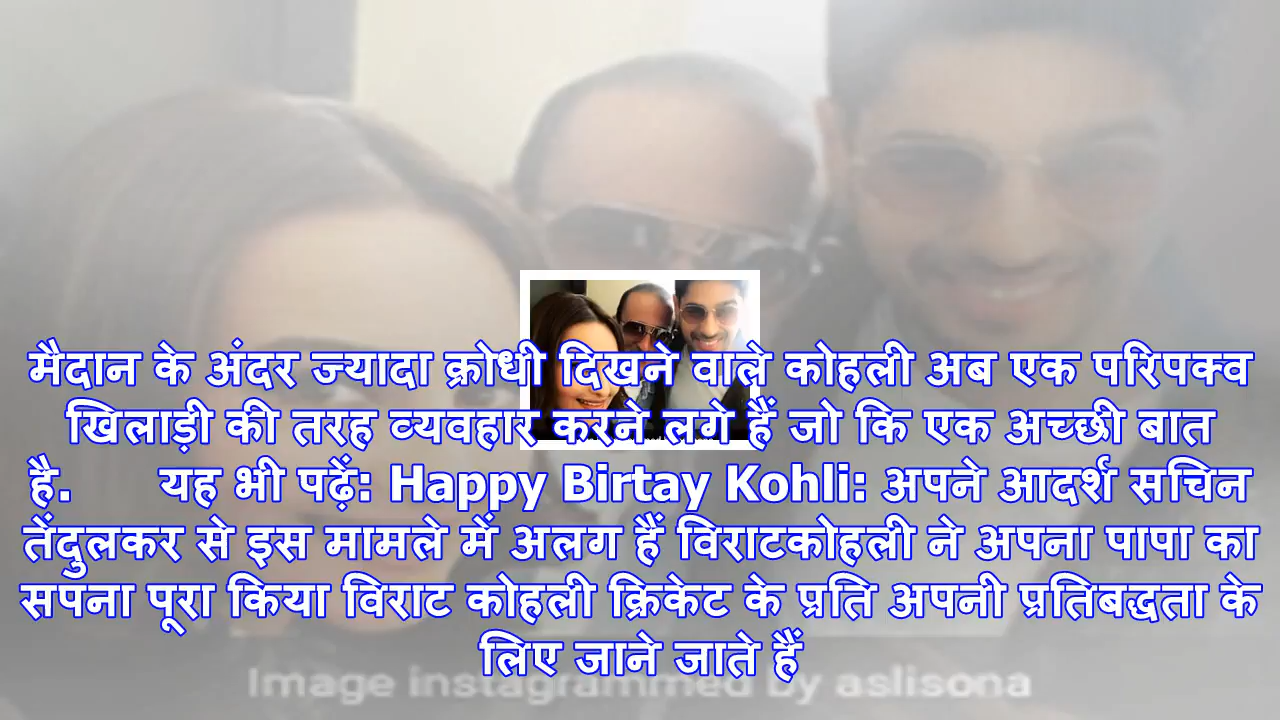 मैदान के अंदर ज्यादा क्रोधी दिखने वाले कोहली अब एक परिपक्व
खिलाड़ी की तरह व्यवहार करने लगे हैं जो कि एक अच्छी बात
है. यह भी पढ़ें: Happy Birtay Kohli: अपने आदर्श सचिन
तेंदुलकर से इस मामले में अलग हैं विराटकोहली ने अपना पापा का
सपना पूरा किया विराट कोहली क्रिकेट के प्रति अपनी प्रतिबद्धता के
लिए जाने जाते हैं
Image instagrammed by aslisona